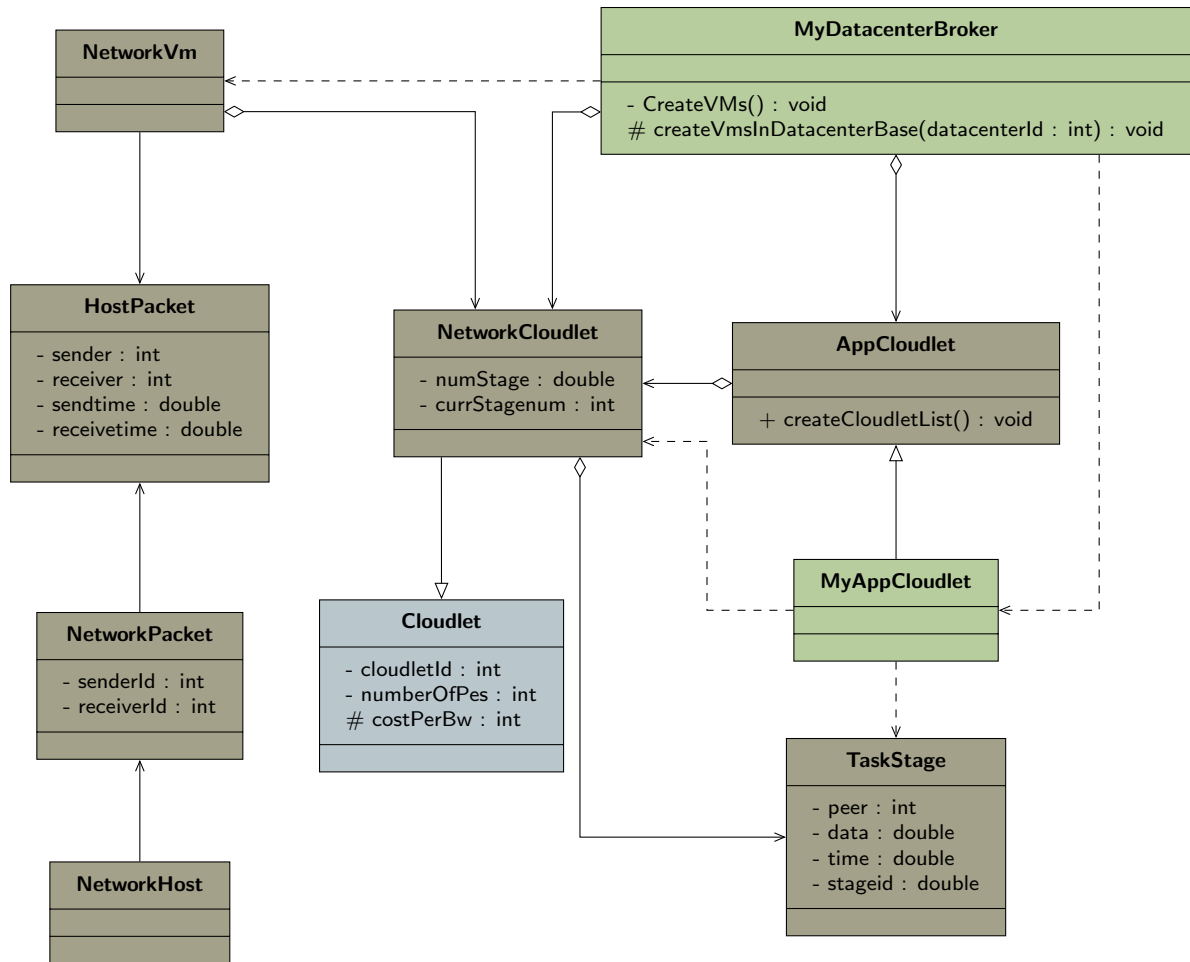 NetworkVm
MyDatacenterBroker
- CreateVMs() : void
# createVmsInDatacenterBase(datacenterId : int) : void
HostPacket
- sender : int
- receiver : int
- sendtime : double
- receivetime : double
NetworkCloudlet
- numStage : double
- currStagenum : int
AppCloudlet
+ createCloudletList() : void
MyAppCloudlet
NetworkPacket
- senderId : int
- receiverId : int
Cloudlet
- cloudletId : int
- numberOfPes : int
# costPerBw : int
TaskStage
- peer : int
- data : double
- time : double
- stageid : double
NetworkHost